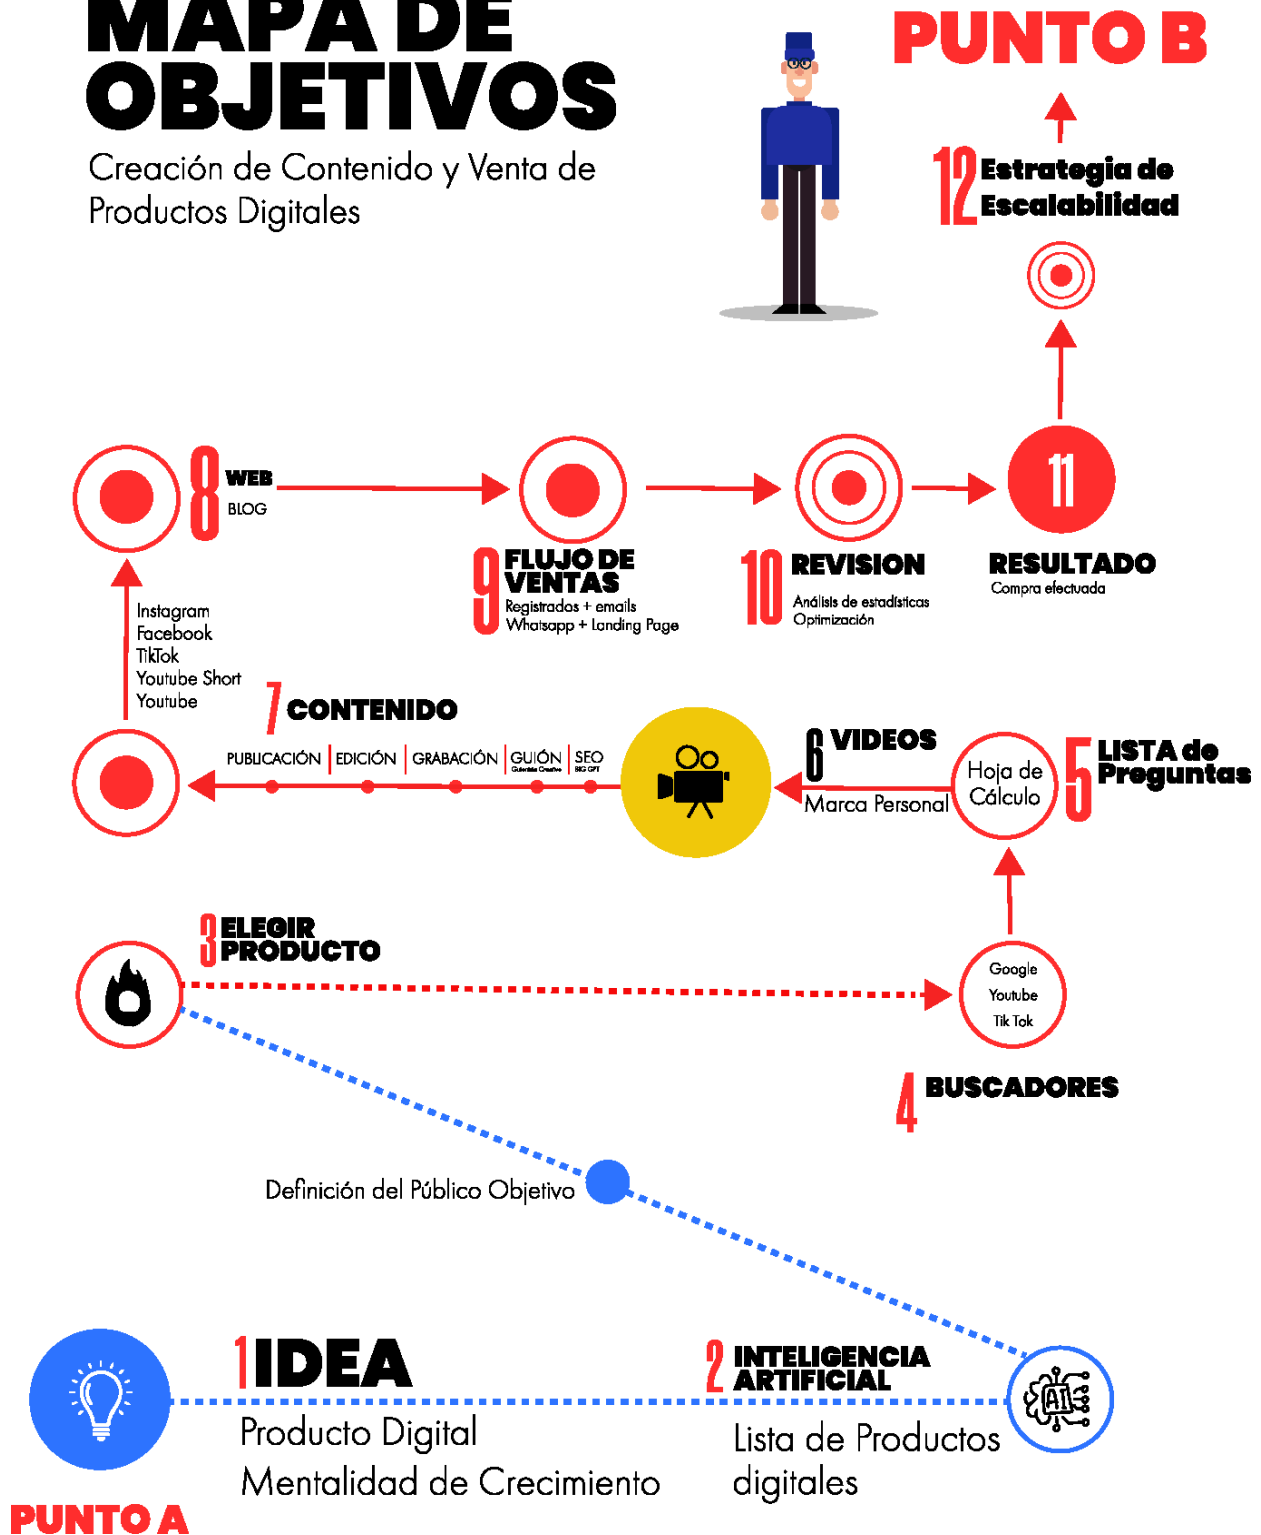 MAPA DE
OBJETIVOS
Creación de Contenido y Venta de
Productos Digitales
PUNTO B
12 Estrategia de
Escalabilidad
8 WEB
BLOG
9 FLUJO DE
VENTAS
Registrados + emails
Whatsapp + Landing Page
10 REVISION
Análisis de estadísticas
Optimización
11
RESULTADO
Compra efectuada
Instagram
Facebook
TikTok
Youtube Short
Youtube
7 CONTENIDO
PUBLICACIÓN | EDICIÓN | GRABACIÓN | GUIÓN | SEO
BIG GPT
6 VIDEOS
Marca Personal
Hoja de
Cálculo
5 LISTA de
Preguntas
3 ELEGIR
PRODUCTO
Google
Youtube
Tik Tok
4 BUSCADORES
Definición del Público Objetivo
1 IDEA
Producto Digital
Mentalidad de Crecimiento
2 INTELIGENCIA
ARTIFICIAL
Lista de Productos
digitales
AI
PUNTO A